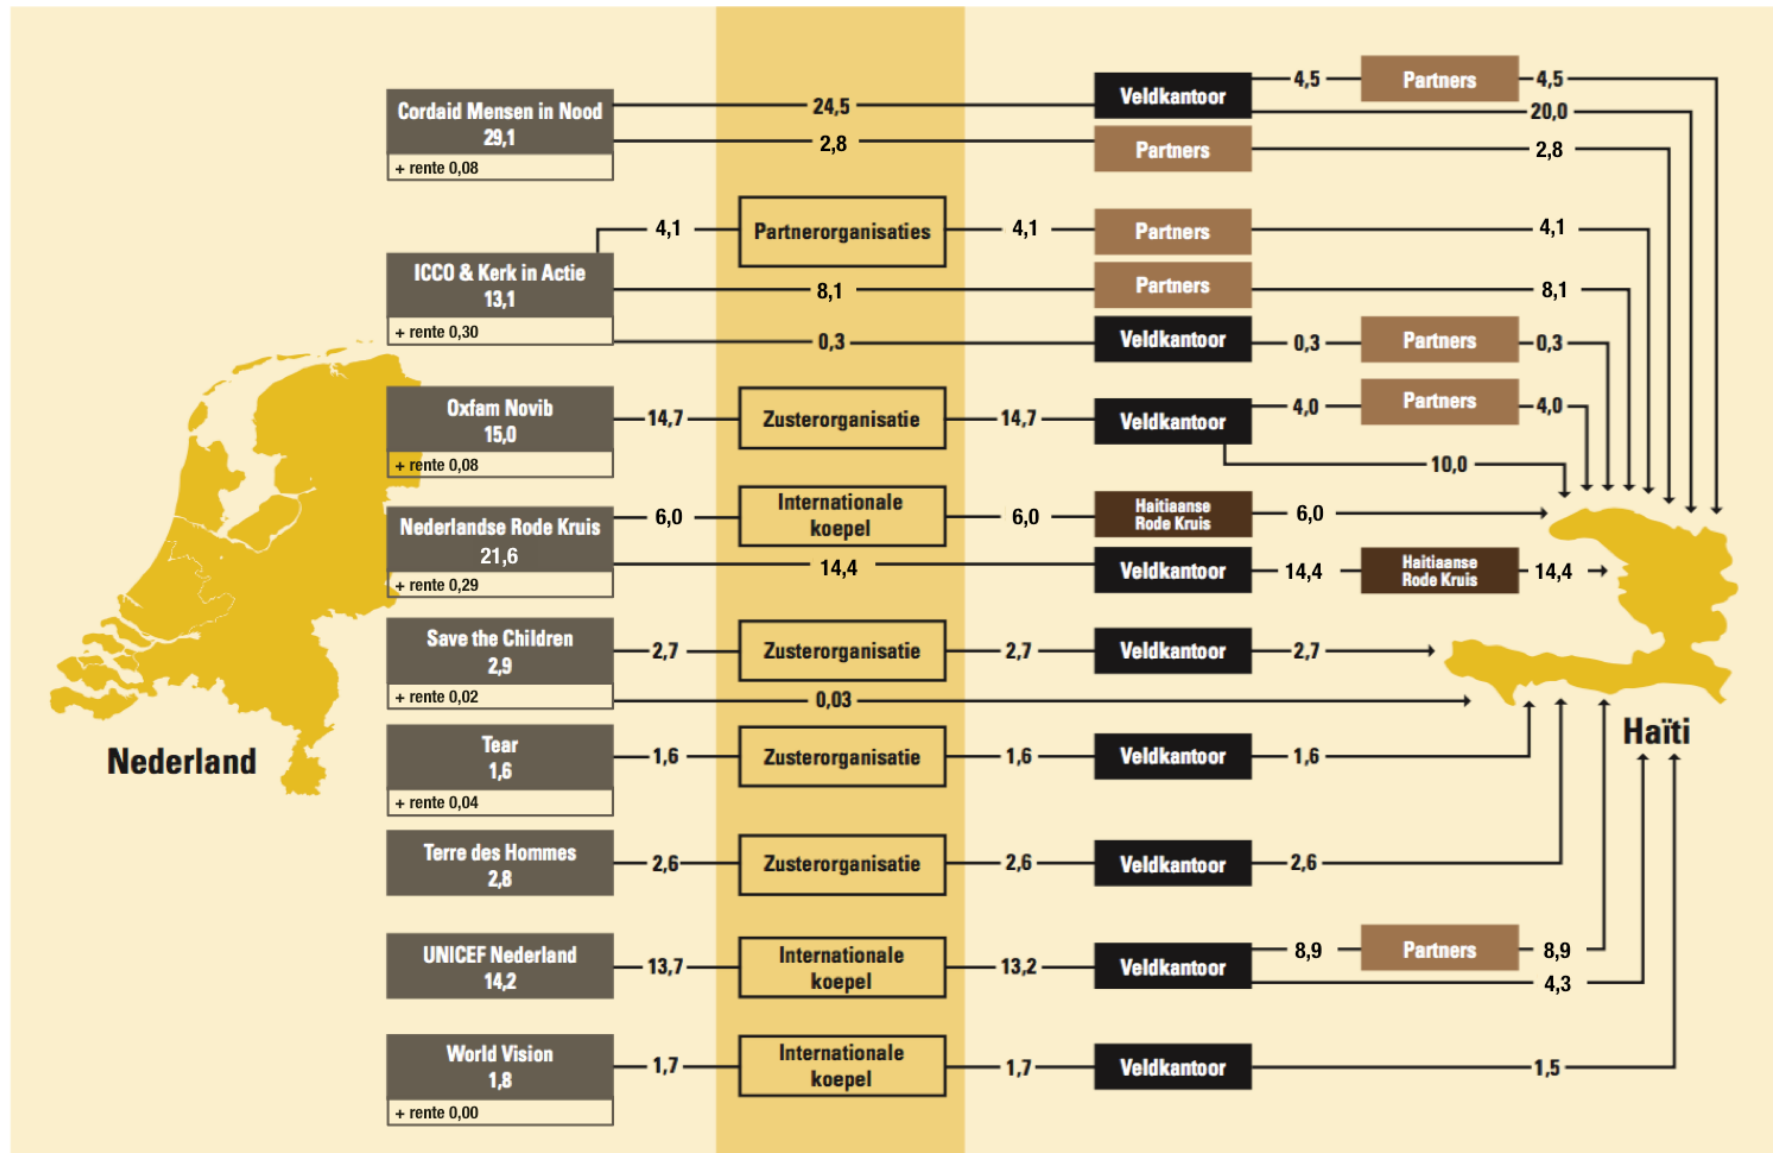 4,5
Partners
4,5
Cordaid Mensen in Nood
29,1
+ rente 0,08
24,5
Veldkantoor
20,0
2,8
Partners
2,8
4,1
Partnerorganisaties
4,1
Partners
4,1
ICCO & Kerk in Actie
13,1
+ rente 0,30
8,1
Partners
8,1
0,3
Veldkantoor
0,3
Partners
0,3
Oxfam Novib
15,0
+ rente 0,08
14,7
Zusterorganisatie
14,7
Veldkantoor
4,0
Partners
4,0
10,0
Nederlandse Rode Kruis
21,6
+ rente 0,29
6,0
Internationale
koepel
6,0
Haitiaanse
Rode Kruis
6,0
14,4
Veldkantoor
14,4
Haitiaanse
Rode Kruis
14,4
Save the Children
2,9
+ rente 0,02
2,7
Zusterorganisatie
2,7
Veldkantoor
2,7
0,03
Nederland
Haïti
Tear
1,6
+ rente 0,04
1,6
Zusterorganisatie
1,6
Veldkantoor
1,6
Terre des Hommes
2,8
2,6
Zusterorganisatie
2,6
Veldkantoor
2,6
UNICEF Nederland
14,2
13,7
Internationale
koepel
13,2
Veldkantoor
8,9
Partners
8,9
4,3
World Vision
1,8
+ rente 0,00
1,7
Internationale
koepel
1,7
Veldkantoor
1,5